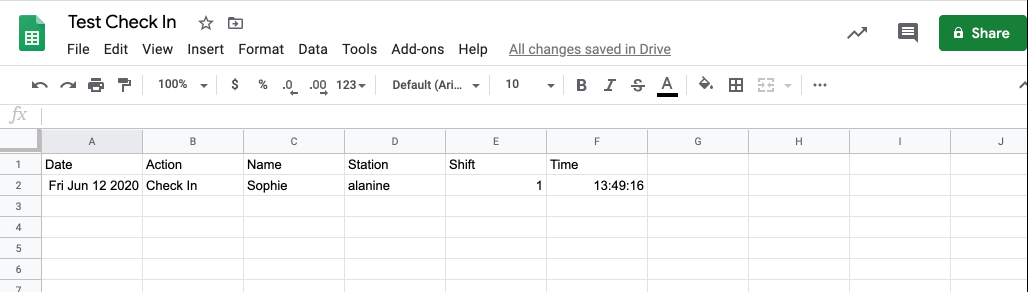 Test Check In
File Edit View Insert Format Data Tools Add-ons Help All changes saved in Drive
Share
100% $ % .0 .00 123 Default (Ari... 10 B I S A ...
fx
A B C D E F G H I J
1 Date Action Name Station Shift Time
2 Fri Jun 12 2020 Check In Sophie alanine 1 13:49:16
3
4
5
6
7